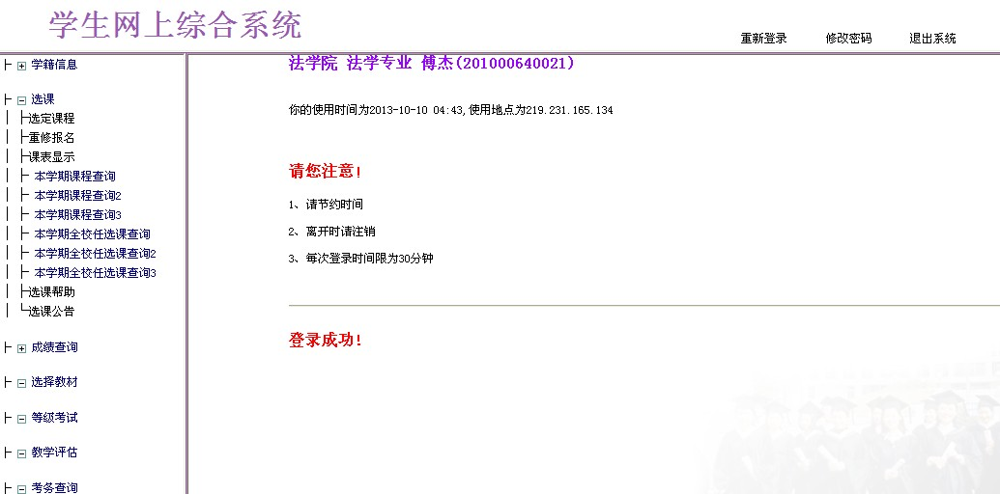 学生网上综合系统
重新登录 修改密码 退出系统
学籍信息
选课
选定课程
重修报名
课表显示
本学期课程查询
本学期课程查询2
本学期课程查询3
本学期全校任选课查询
本学期全校任选课查询2
本学期全校任选课查询3
选课帮助
选课公告
成绩查询
选择教材
等级考试
教学评估
考务查询
法学院 法学专业 傅杰(201000640021)
你的使用时间为2013-10-10 04:43,使用地点为219.231.165.134
请您注意!
1、请节约时间
2、离开时请注销
3、每次登录时间限为30分钟
登录成功!